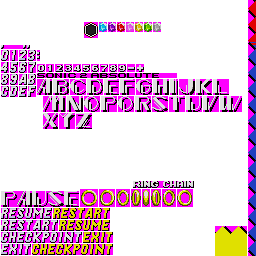 0123
4567
89AB
CDEF
0123456789-+
SONIC 2 ABSOLUTE
ABCDEFGHIJKL
MNOPQRSTUVW
XYZ
RING CHAIN
PAUSE
RESUME RESTART
RESTART RESUME
CHECKPOINT EXIT
EXIT CHECKPOINT